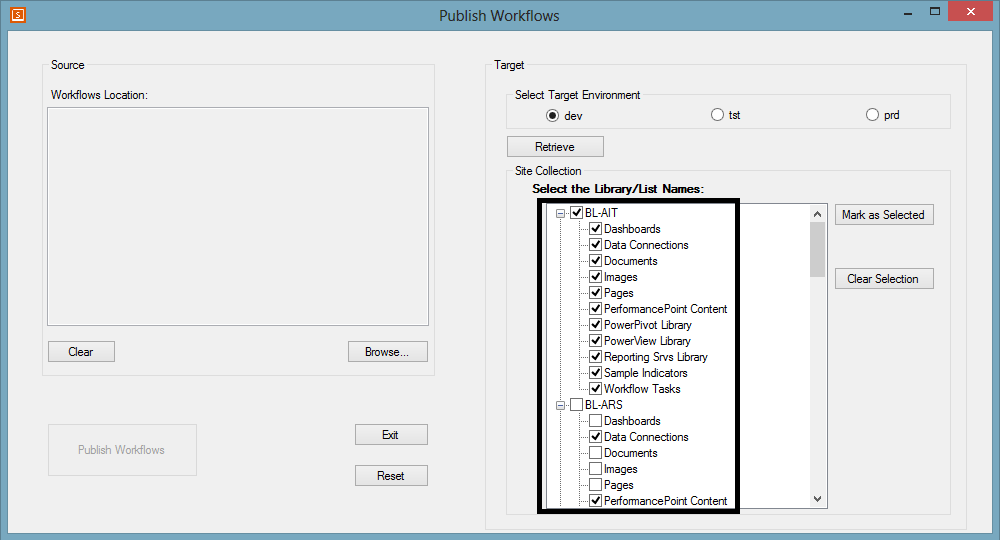 Publish Workflows
Source
Workflows Location:
Clear
Browse...
Publish Workflows
Exit
Reset
Target
Select Target Environment
dev
tst
prd
Retrieve
Site Collection
Select the Library/List Names:
BL-AIT
Dashboards
Data Connections
Documents
Images
Pages
PerformancePoint Content
PowerPivot Library
PowerView Library
Reporting Srvs Library
Sample Indicators
Workflow Tasks
BL-ARS
Dashboards
Data Connections
Documents
Images
Pages
PerformancePoint Content
Mark as Selected
Clear Selection